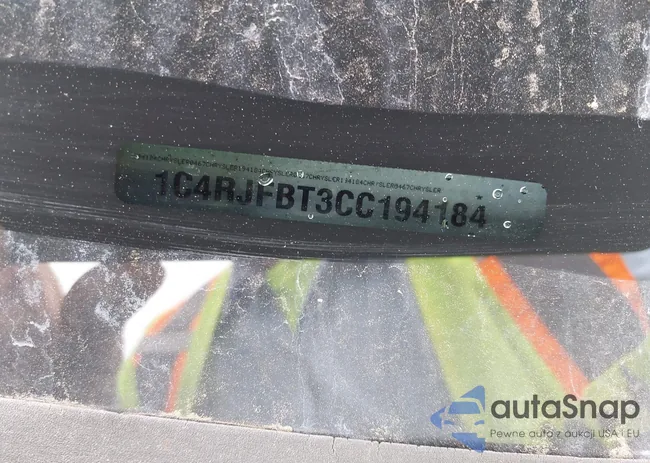 1C4RJFBT3CC194184
autaSnap
Pewne auta z aukcji USA i EU